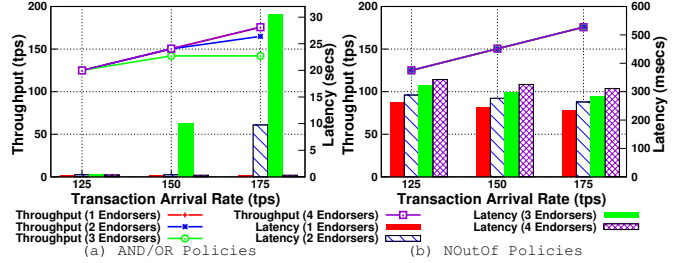 200 200 600
150 150 500
100 100 400
50 50 300
0 0 200
30 100
25 0
20
15
10
5
0
Throughput (tps)
Latency (secs)
Throughput (tps)
Latency (msecs)
125 150 175
125 150 175
Transaction Arrival Rate (tps)
Transaction Arrival Rate (tps)
Throughput (1 Endorsers)
Throughput (2 Endorsers)
Throughput (3 Endorsers)
Throughput (4 Endorsers)
Latency (1 Endorsers)
Latency (2 Endorsers)
Latency (3 Endorsers)
Latency (4 Endorsers)
(a) AND/OR Policies
(b) NOutOf Policies